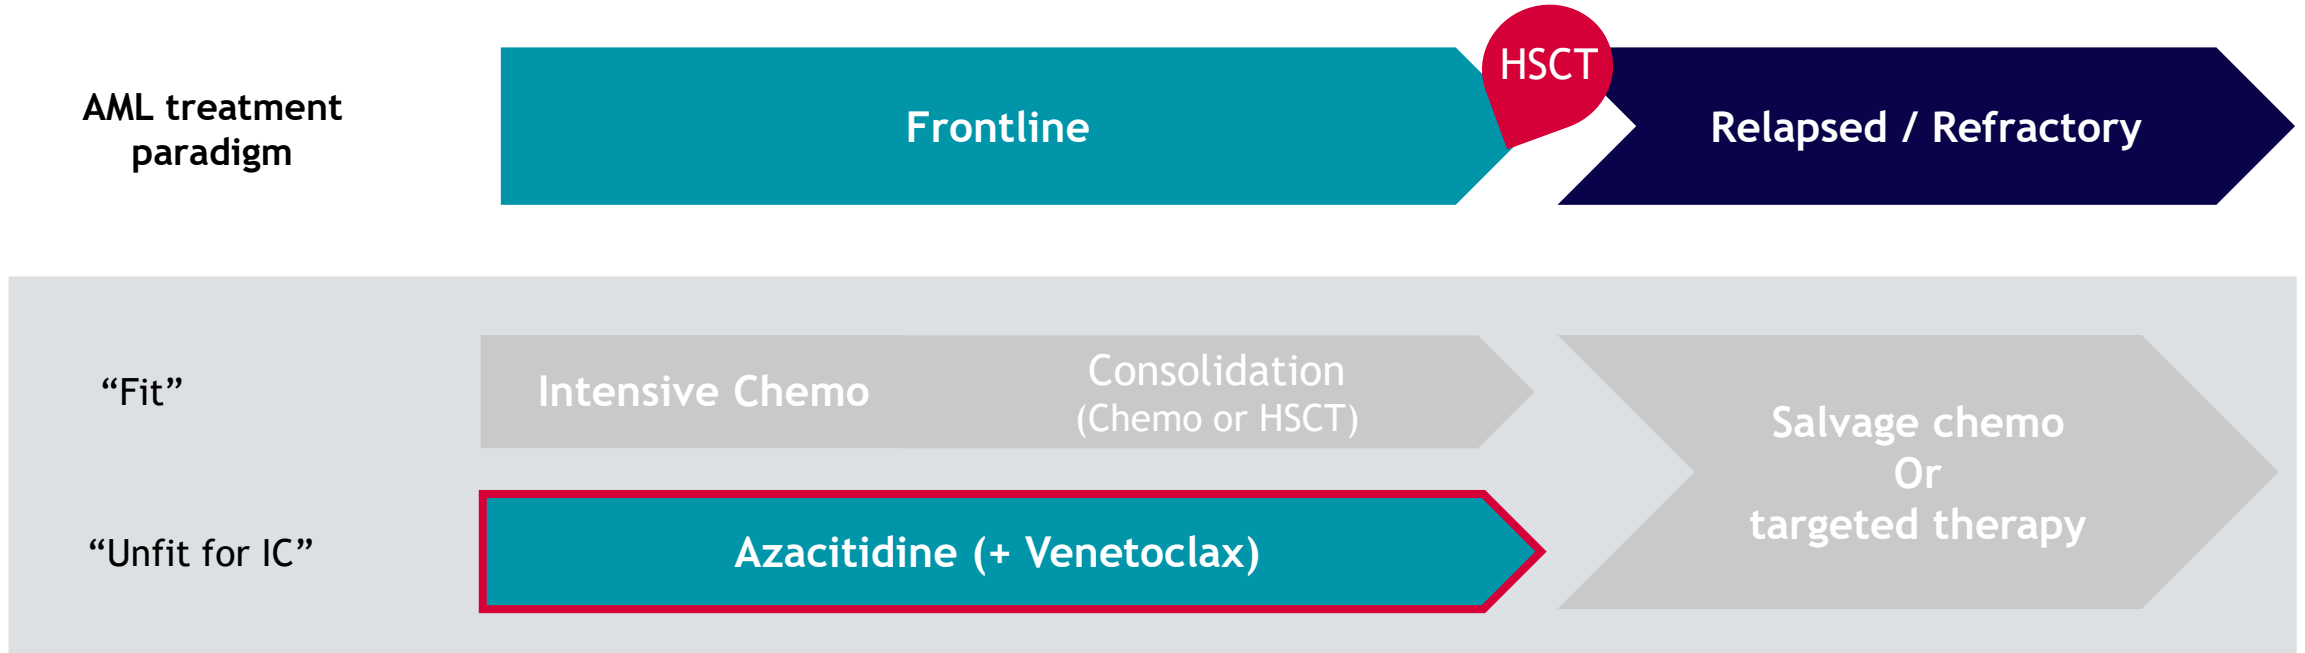 AML treatment
paradigm
Frontline
HSCT
Relapsed / Refractory
“Fit”
Intensive Chemo
Consolidation
(Chemo or HSCT)
Salvage chemo
Or
targeted therapy
“Unfit for IC”
Azacitidine (+ Venetoclax)